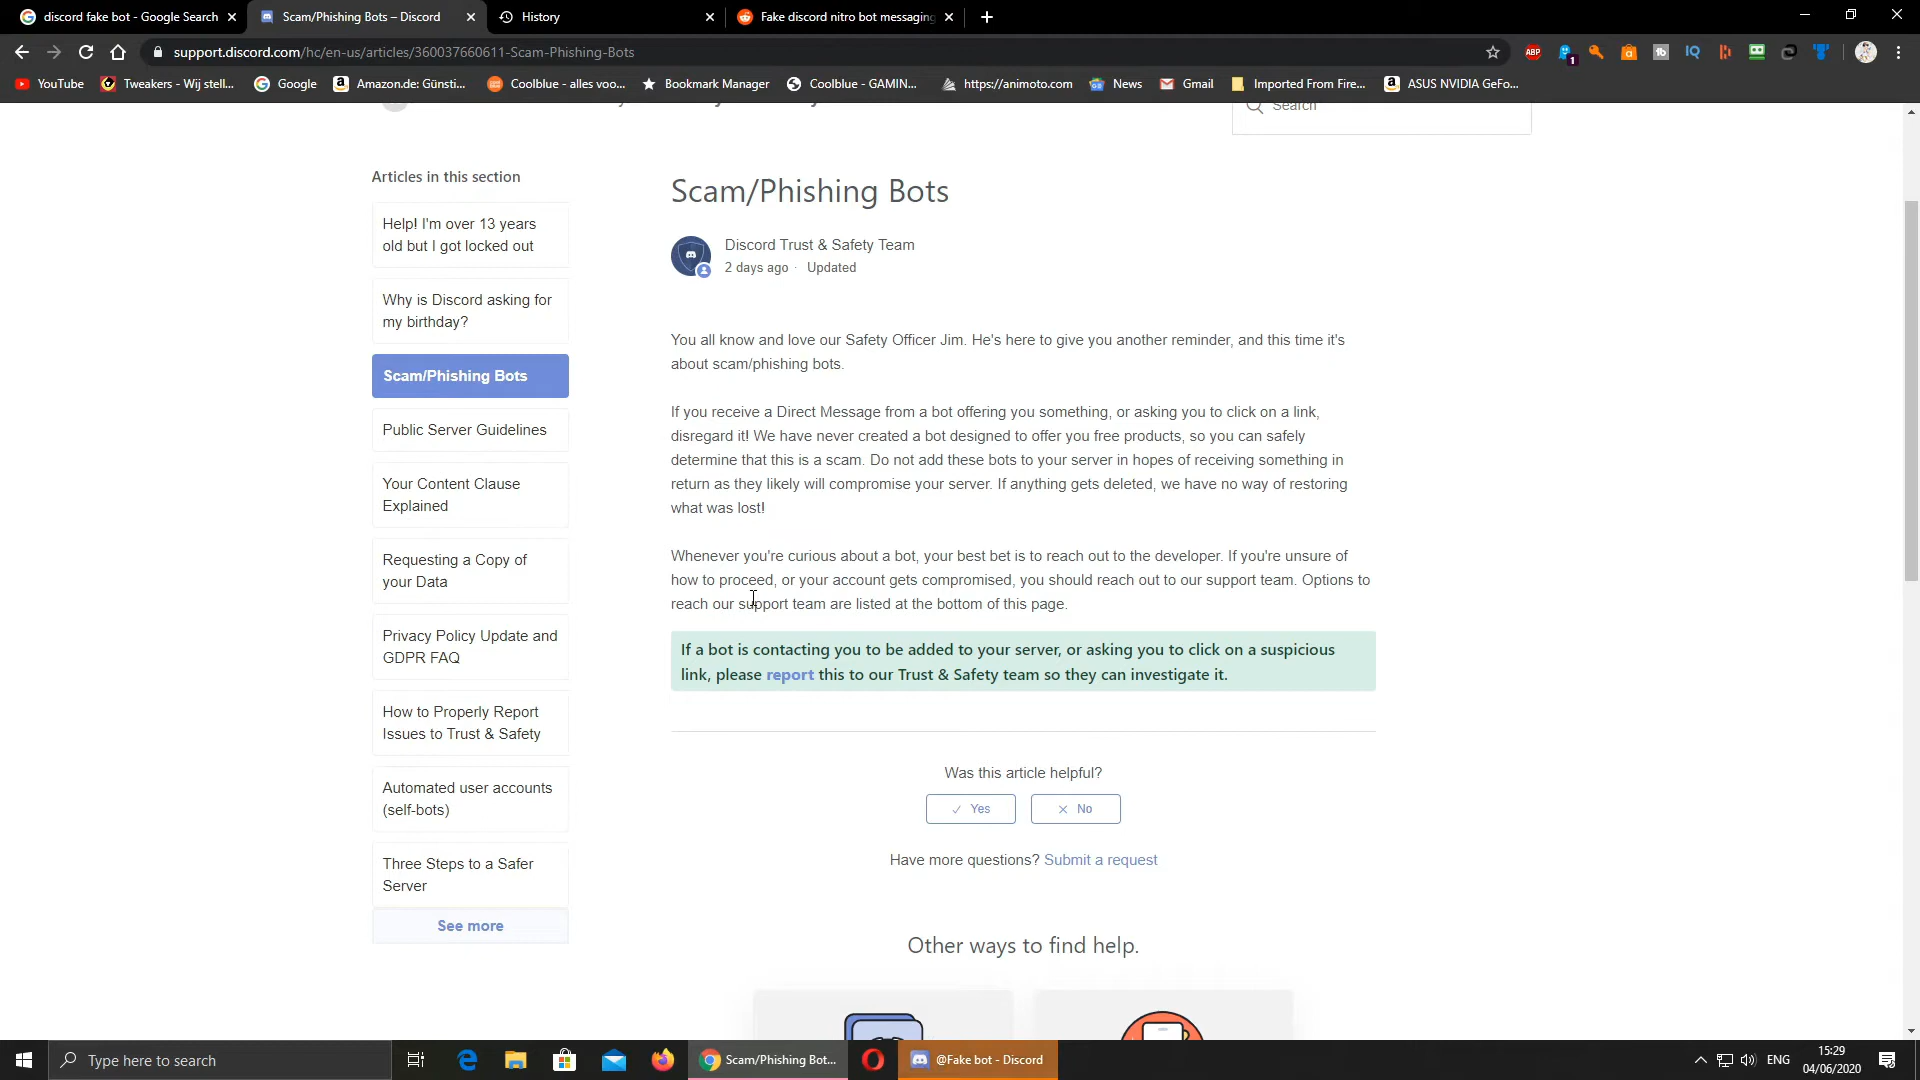 discord fake bot - Google Search
Scam/Phishing Bots – Discord
History
Fake discord nitro bot messaging
support.discord.com/hc/en-us/articles/360037660611-Scam-Phishing-Bots
ABP
1
YouTube
Tweakers - Wij stell...
Google
Amazon.de: Günsti...
Coolblue - alles voo...
Bookmark Manager
Coolblue - GAMIN...
https://animoto.com
News
Gmail
Imported From Fire...
ASUS NVIDIA GeFo...
Search
Articles in this section
Help! I'm over 13 years
old but I got locked out
Why is Discord asking for
my birthday?
Scam/Phishing Bots
Public Server Guidelines
Your Content Clause
Explained
Requesting a Copy of
your Data
Privacy Policy Update and
GDPR FAQ
How to Properly Report
Issues to Trust & Safety
Automated user accounts
(self-bots)
Three Steps to a Safer
Server
See more
Scam/Phishing Bots
Discord Trust & Safety Team
2 days ago · Updated
You all know and love our Safety Officer Jim. He's here to give you another reminder, and this time it's
about scam/phishing bots.
If you receive a Direct Message from a bot offering you something, or asking you to click on a link,
disregard it! We have never created a bot designed to offer you free products, so you can safely
determine that this is a scam. Do not add these bots to your server in hopes of receiving something in
return as they likely will compromise your server. If anything gets deleted, we have no way of restoring
what was lost!
Whenever you're curious about a bot, your best bet is to reach out to the developer. If you're unsure of
how to proceed, or your account gets compromised, you should reach out to our support team. Options to
reach our support team are listed at the bottom of this page.
If a bot is contacting you to be added to your server, or asking you to click on a suspicious
link, please report this to our Trust & Safety team so they can investigate it.
Was this article helpful?
Yes
No
Have more questions? Submit a request
Other ways to find help.
Type here to search
Scam/Phishing Bot...
@Fake bot - Discord
ENG
15:29
04/06/2020